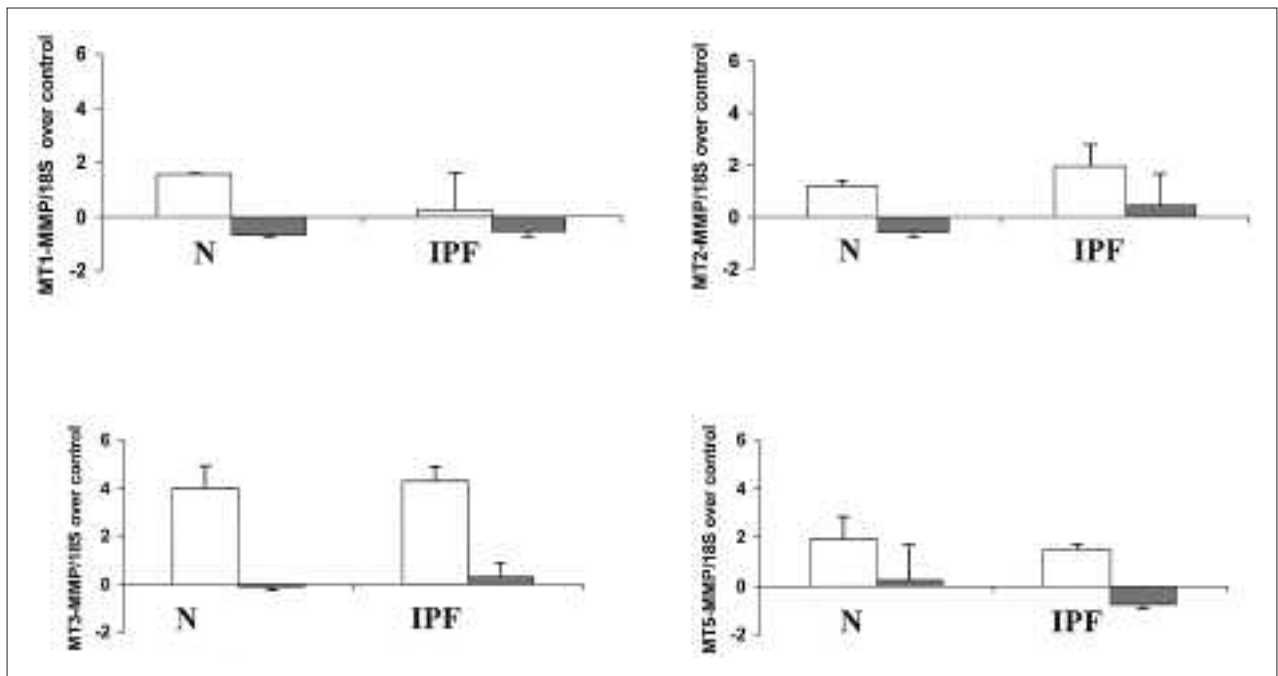 MT1-MMP/18S over control
6
4
2
0
-2
N IPF
MT2-MMP/18S over comtrol
6
4
2
0
-2
N IPF
MT3-MMP/18S over control
6
4
2
0
-2
N IPF
MT5-MMP/18S over control
6
4
2
0
-2
N IPF